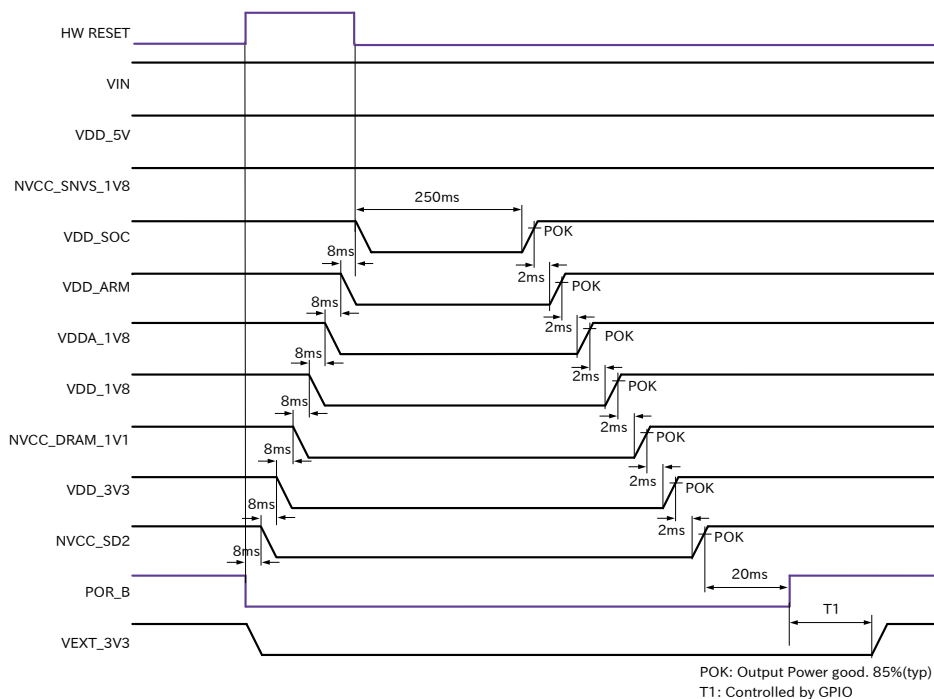 HW RESET
VIN
VDD_5V
NVCC_SNVS_1V8
250ms
VDD_SOC
POK
8ms
2ms
VDD_ARM
POK
8ms
2ms
VDDA_1V8
POK
8ms
2ms
VDD_1V8
POK
8ms
2ms
NVCC_DRAM_1V1
POK
8ms
2ms
VDD_3V3
POK
8ms
2ms
NVCC_SD2
POK
8ms
20ms
POR_B
T1
VEXT_3V3
POK: Output Power good. 85%(typ)
T1: Controlled by GPIO